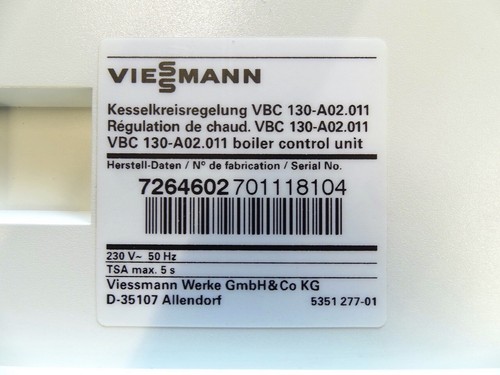 VIESSMANN
Kesselkreisregelung VBC 130-A02.011
Régulation de chaud. VBC 130-A02.011
VBC 130-A02.011 boiler control unit
Herstell-Daten / N° de fabrication / Serial No.
7264602 701118104
230 V~ 50 Hz
TSA max. 5 s
Viessmann Werke GmbH&Co KG
D-35107 Allendorf 5351 277-01